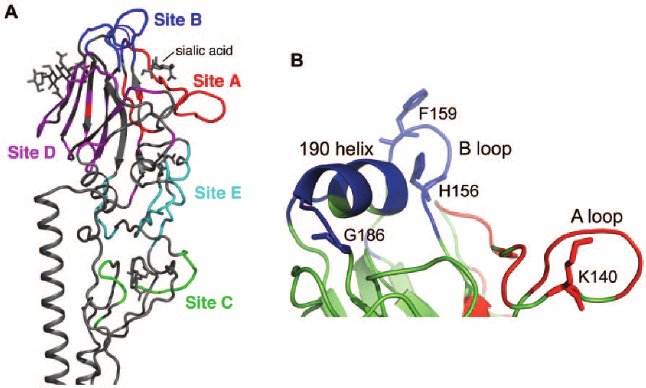 A
Site B
sialic acid
Site A
Site D
Site E
Site C
B
F159
190 helix
B loop
H156
G186
A loop
K140